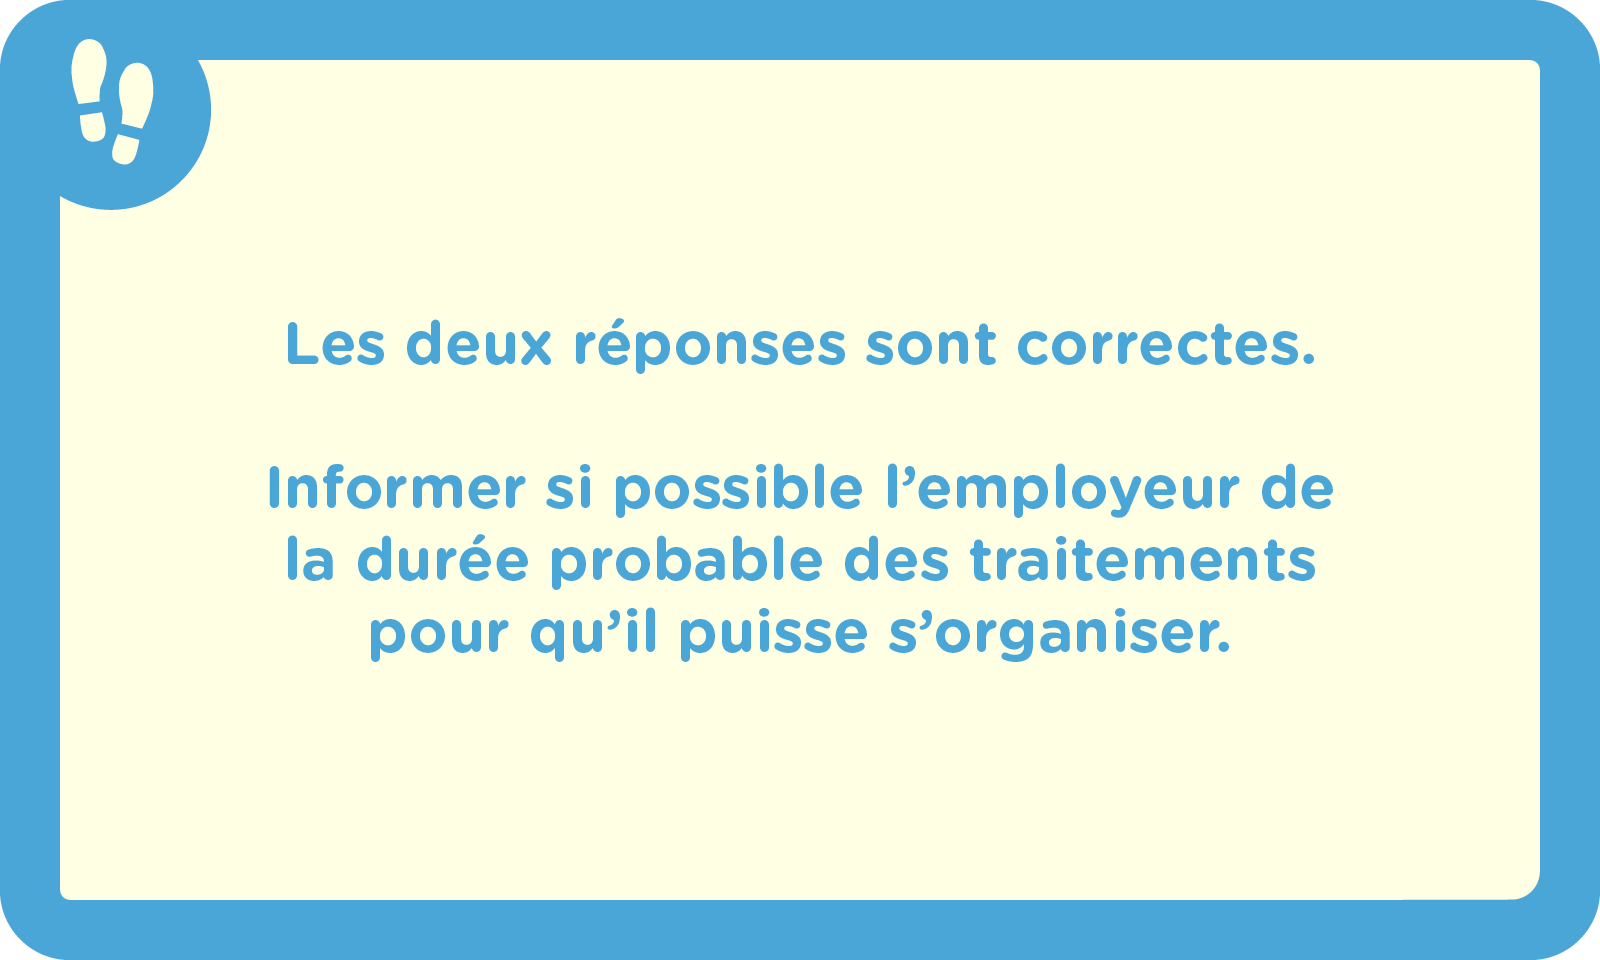 Les deux réponses sont correctes.
Informer si possible l’employeur de
la durée probable des traitements
pour qu’il puisse s’organiser.